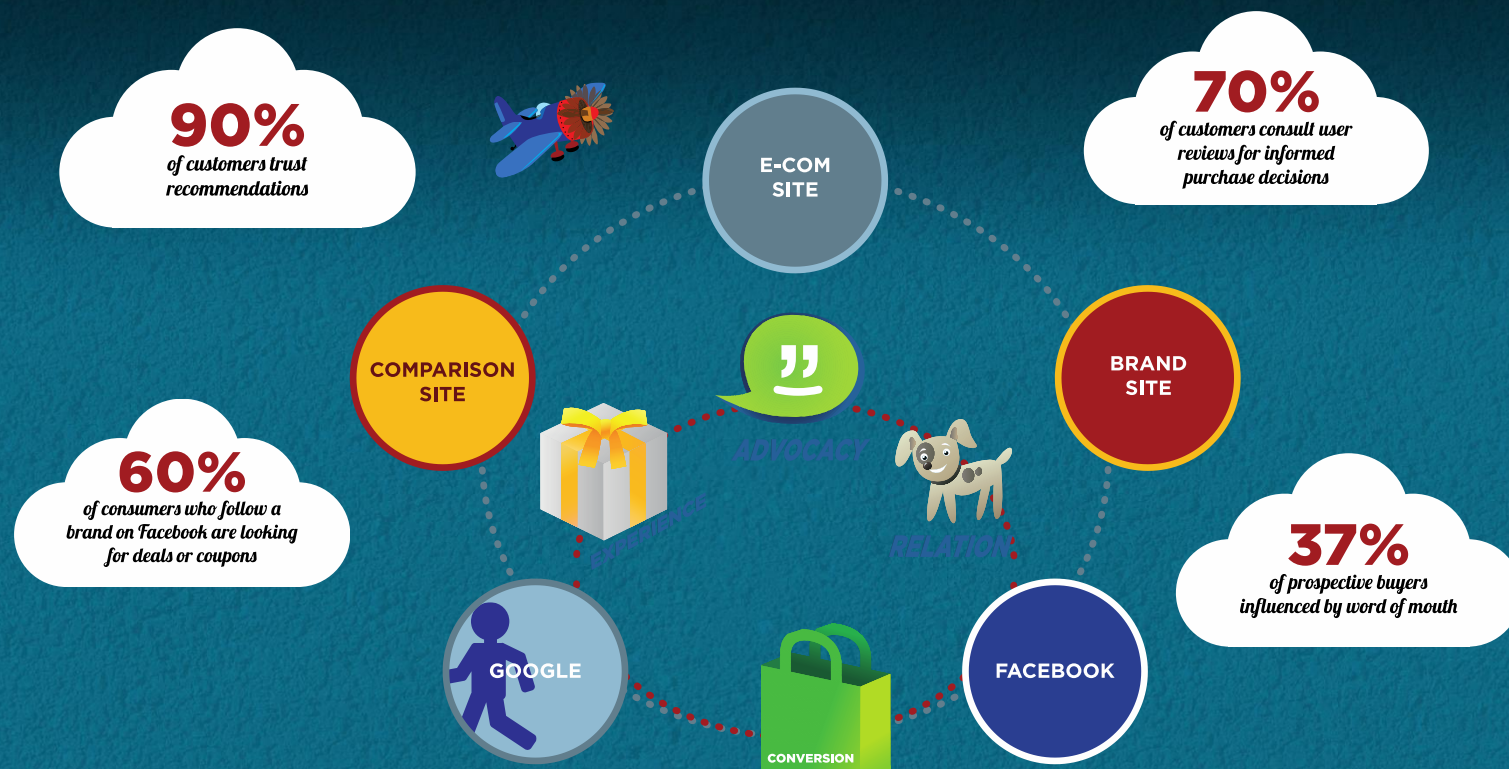 90%
of customers trust
recommendations
70%
of customers consult user
reviews for informed
purchase decisions
E-COM
SITE
COMPARISON
SITE
BRAND
SITE
ADVOCACY
EXPERIENCE
RELATION
60%
of consumers who follow a
brand on Facebook are looking
for deals or coupons
37%
of prospective buyers
influenced by word of mouth
GOOGLE
FACEBOOK
CONVERSION